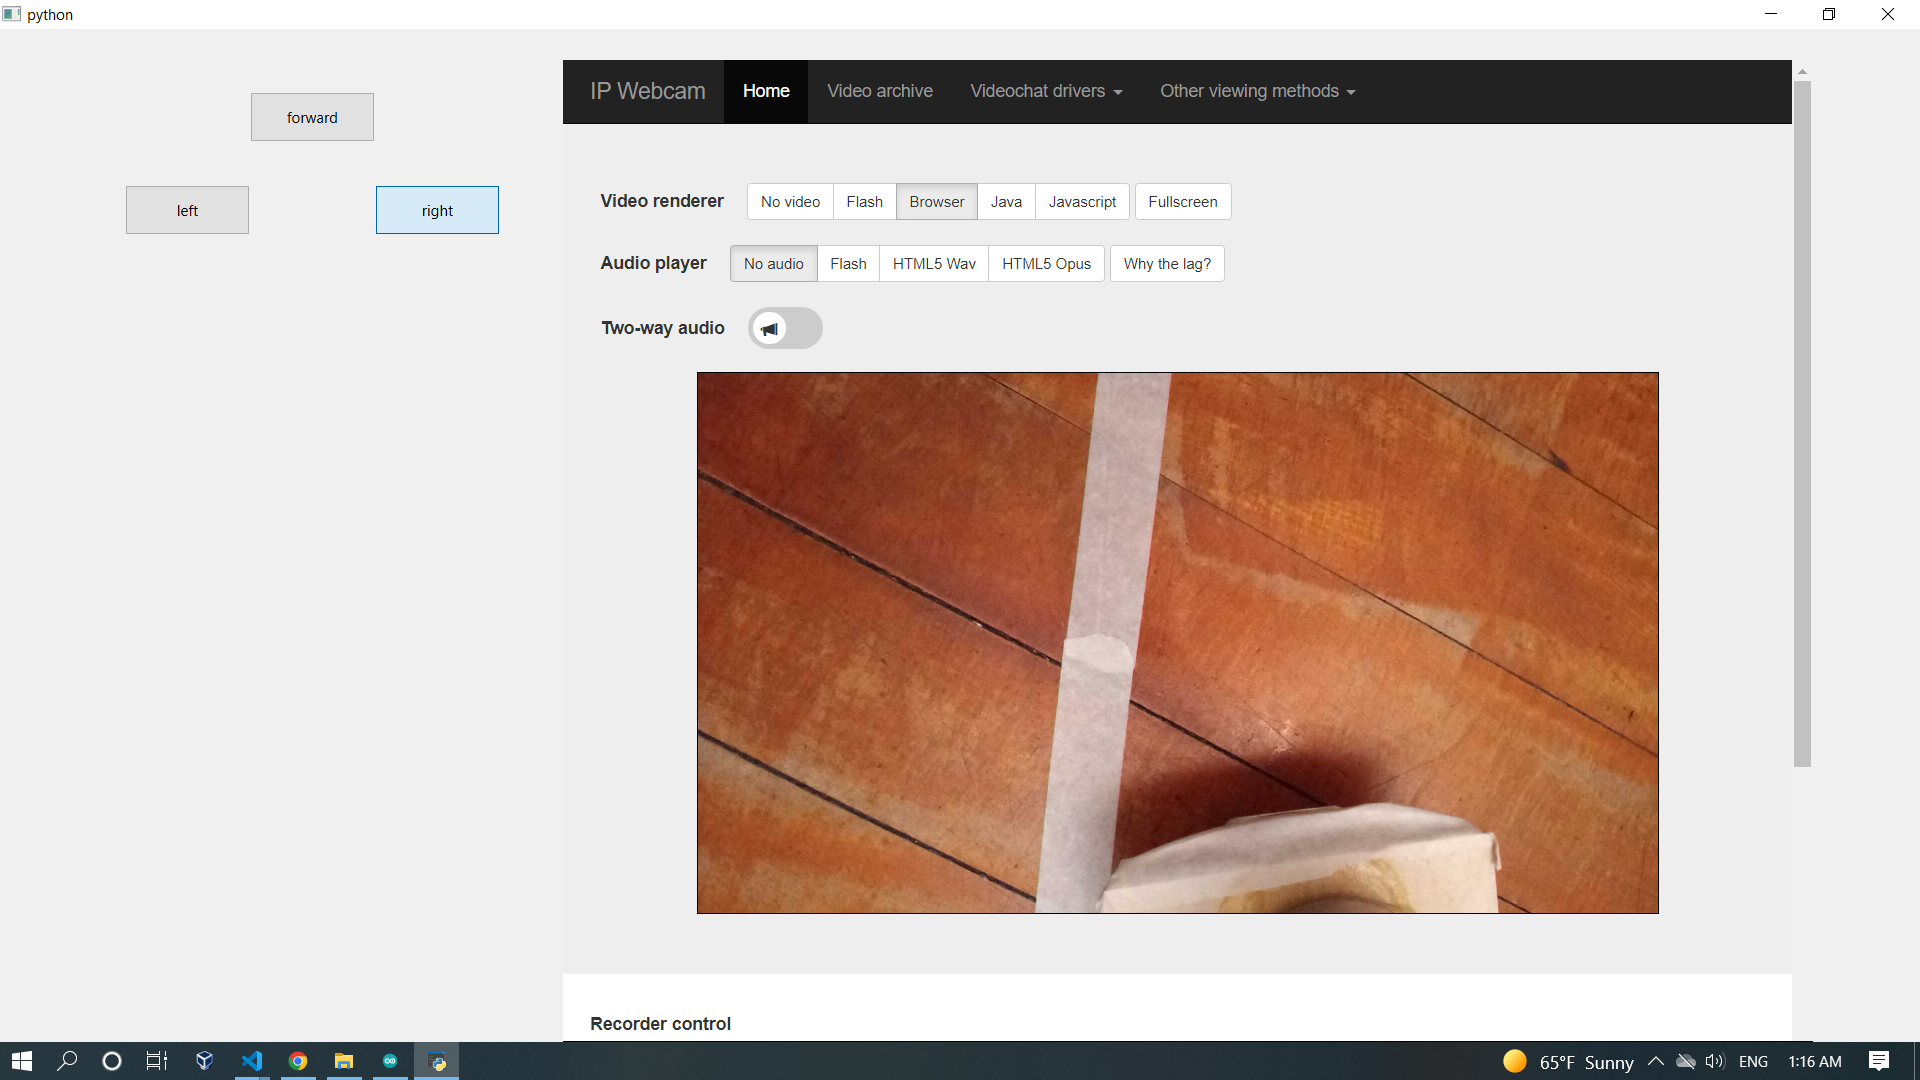 python
forward
left
right
IP Webcam Home Video archive Videochat drivers Other viewing methods
Video renderer No video Flash Browser Java Javascript Fullscreen
Audio player No audio Flash HTML5 Wav HTML5 Opus Why the lag?
Two-way audio
Recorder control
65°F Sunny ENG 1:16 AM